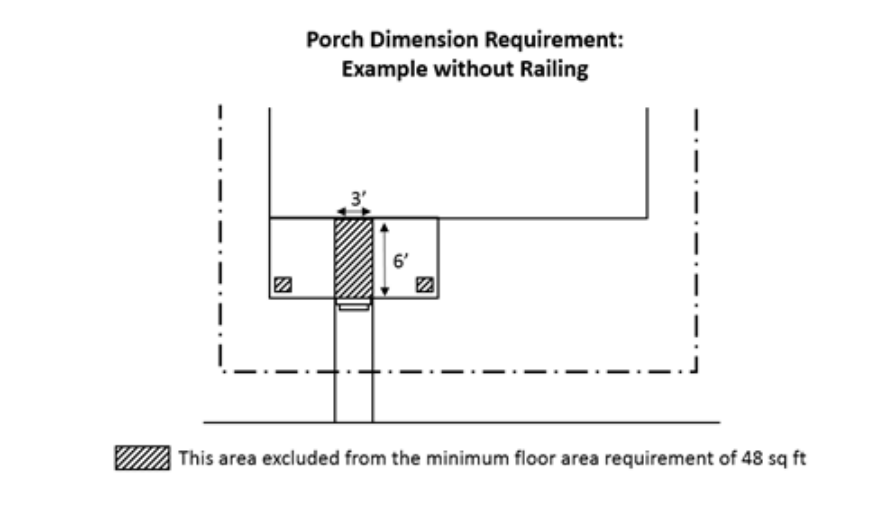 Porch Dimension Requirement:
Example without Railing
3′
6′
This area excluded from the minimum floor area requirement of 48 sq ft